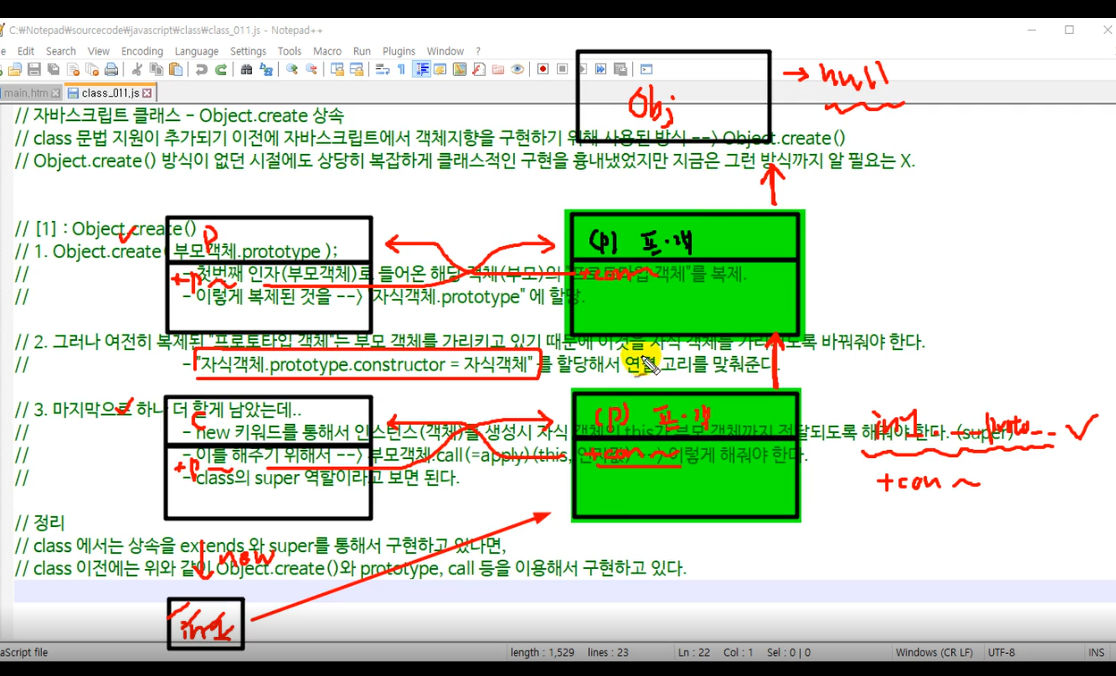 C:\Notepad\sourcecode\javascript\class\class_011.js - Notepad++
Edit Search View Encoding Language Settings Tools Macro Run Plugins Window ?
main.htm class_011.js
Obj → null
// 자바스크립트 클래스 - Object.create 상속
// class 문법 지원이 추가되기 이전에 자바스크립트에서 객체지향을 구현하기 위해 사용된 방식 --> Object.create()
// Object.create() 방식이 없던 시절에도 상당히 복잡하게 클래스적인 구현을 흉내냈었지만 지금은 그런 방식까지 알 필요는 X.
// [1] : Object.create()
P
(P) 프·객
// 1. Object.create( 부모객체.prototype );
// - 첫번째 인자(부모객체)로 들어온 해당 객체(부모)의 "프로토타입 객체"를 복제.
+P~
+con~
// - 이렇게 복제된 것을 --> "자식객체.prototype" 에 할당.
// 2. 그러나 여전히 복제된 "프로토타입 객체"는 부모 객체를 가리키고 있기 때문에 이것을 자식 객체를 가리키도록 바꿔줘야 한다.
// - "자식객체.prototype.constructor = 자식객체" 를 할당해서 연결 고리를 맞춰준다.
// 3. 마지막으로 하나 더 할게 남았는데..
C
(P) 프·객
// - new 키워드를 통해서 인스턴스(객체)를 생성시 자식 객체의 this가 부모 객체까지 전달되도록 해줘야 한다. (super)
// - 이를 해주기 위해서 --> 부모객체.call(=apply)(this, 인자값) --> 이렇게 해줘야 한다.
+P~
+con~
// - class의 super 역할이라고 보면 된다.
+con ~
// 정리
// class 에서는 상속을 extends 와 super를 통해서 구현하고 있다면,
new
// class 이전에는 위와 같이 Object.create()와 prototype, call 등을 이용해서 구현하고 있다.
aScript file length : 1,529 lines : 23 Ln : 22 Col : 1 Sel : 0 | 0 Windows (CR LF) UTF-8 INS